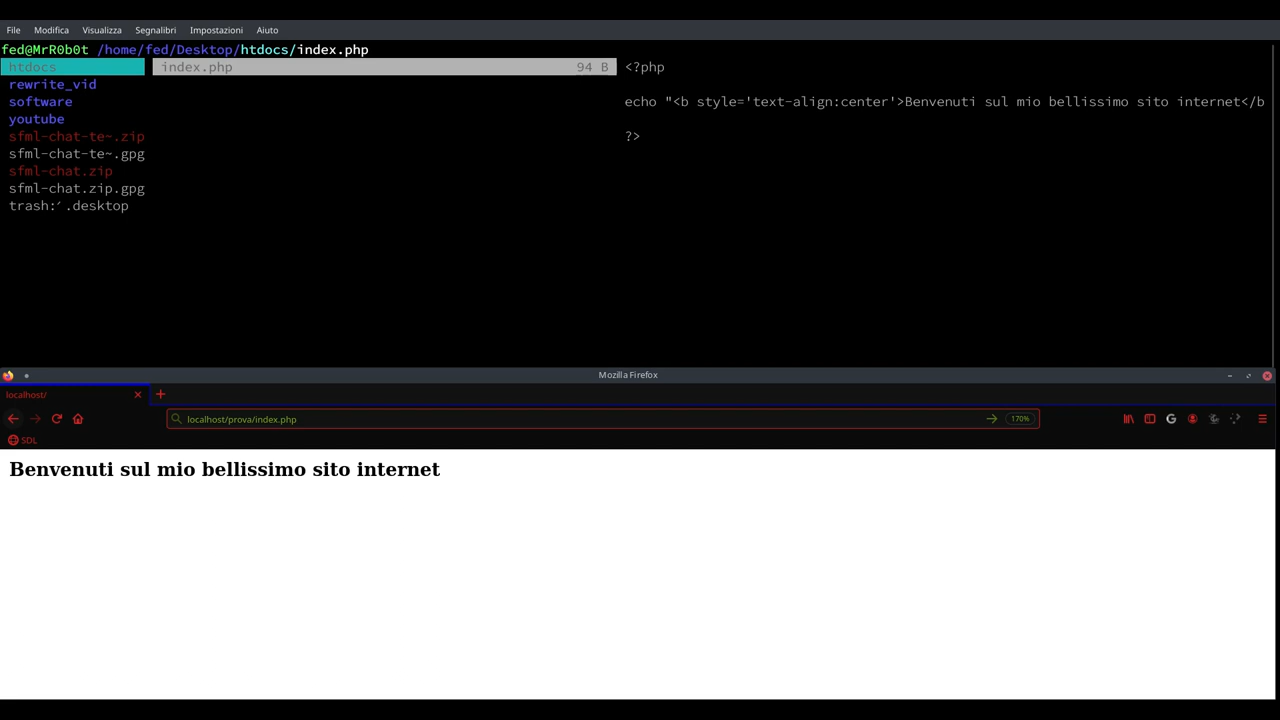 File Modifica Visualizza Segnalibri Impostazioni Aiuto
fed@MrR0b0t /home/fed/Desktop/htdocs/index.php
htdocs index.php 94 B <?php
rewrite_vid
software echo "<b style='text-align:center'>Benvenuti sul mio bellissimo sito internet</b
youtube
sfml-chat-te~.zip ?>
sfml-chat-te~.gpg
sfml-chat.zip
sfml-chat.zip.gpg
trash:⁄.desktop
Mozilla Firefox
localhost/
localhost/prova/index.php 170%
SDL
Benvenuti sul mio bellissimo sito internet